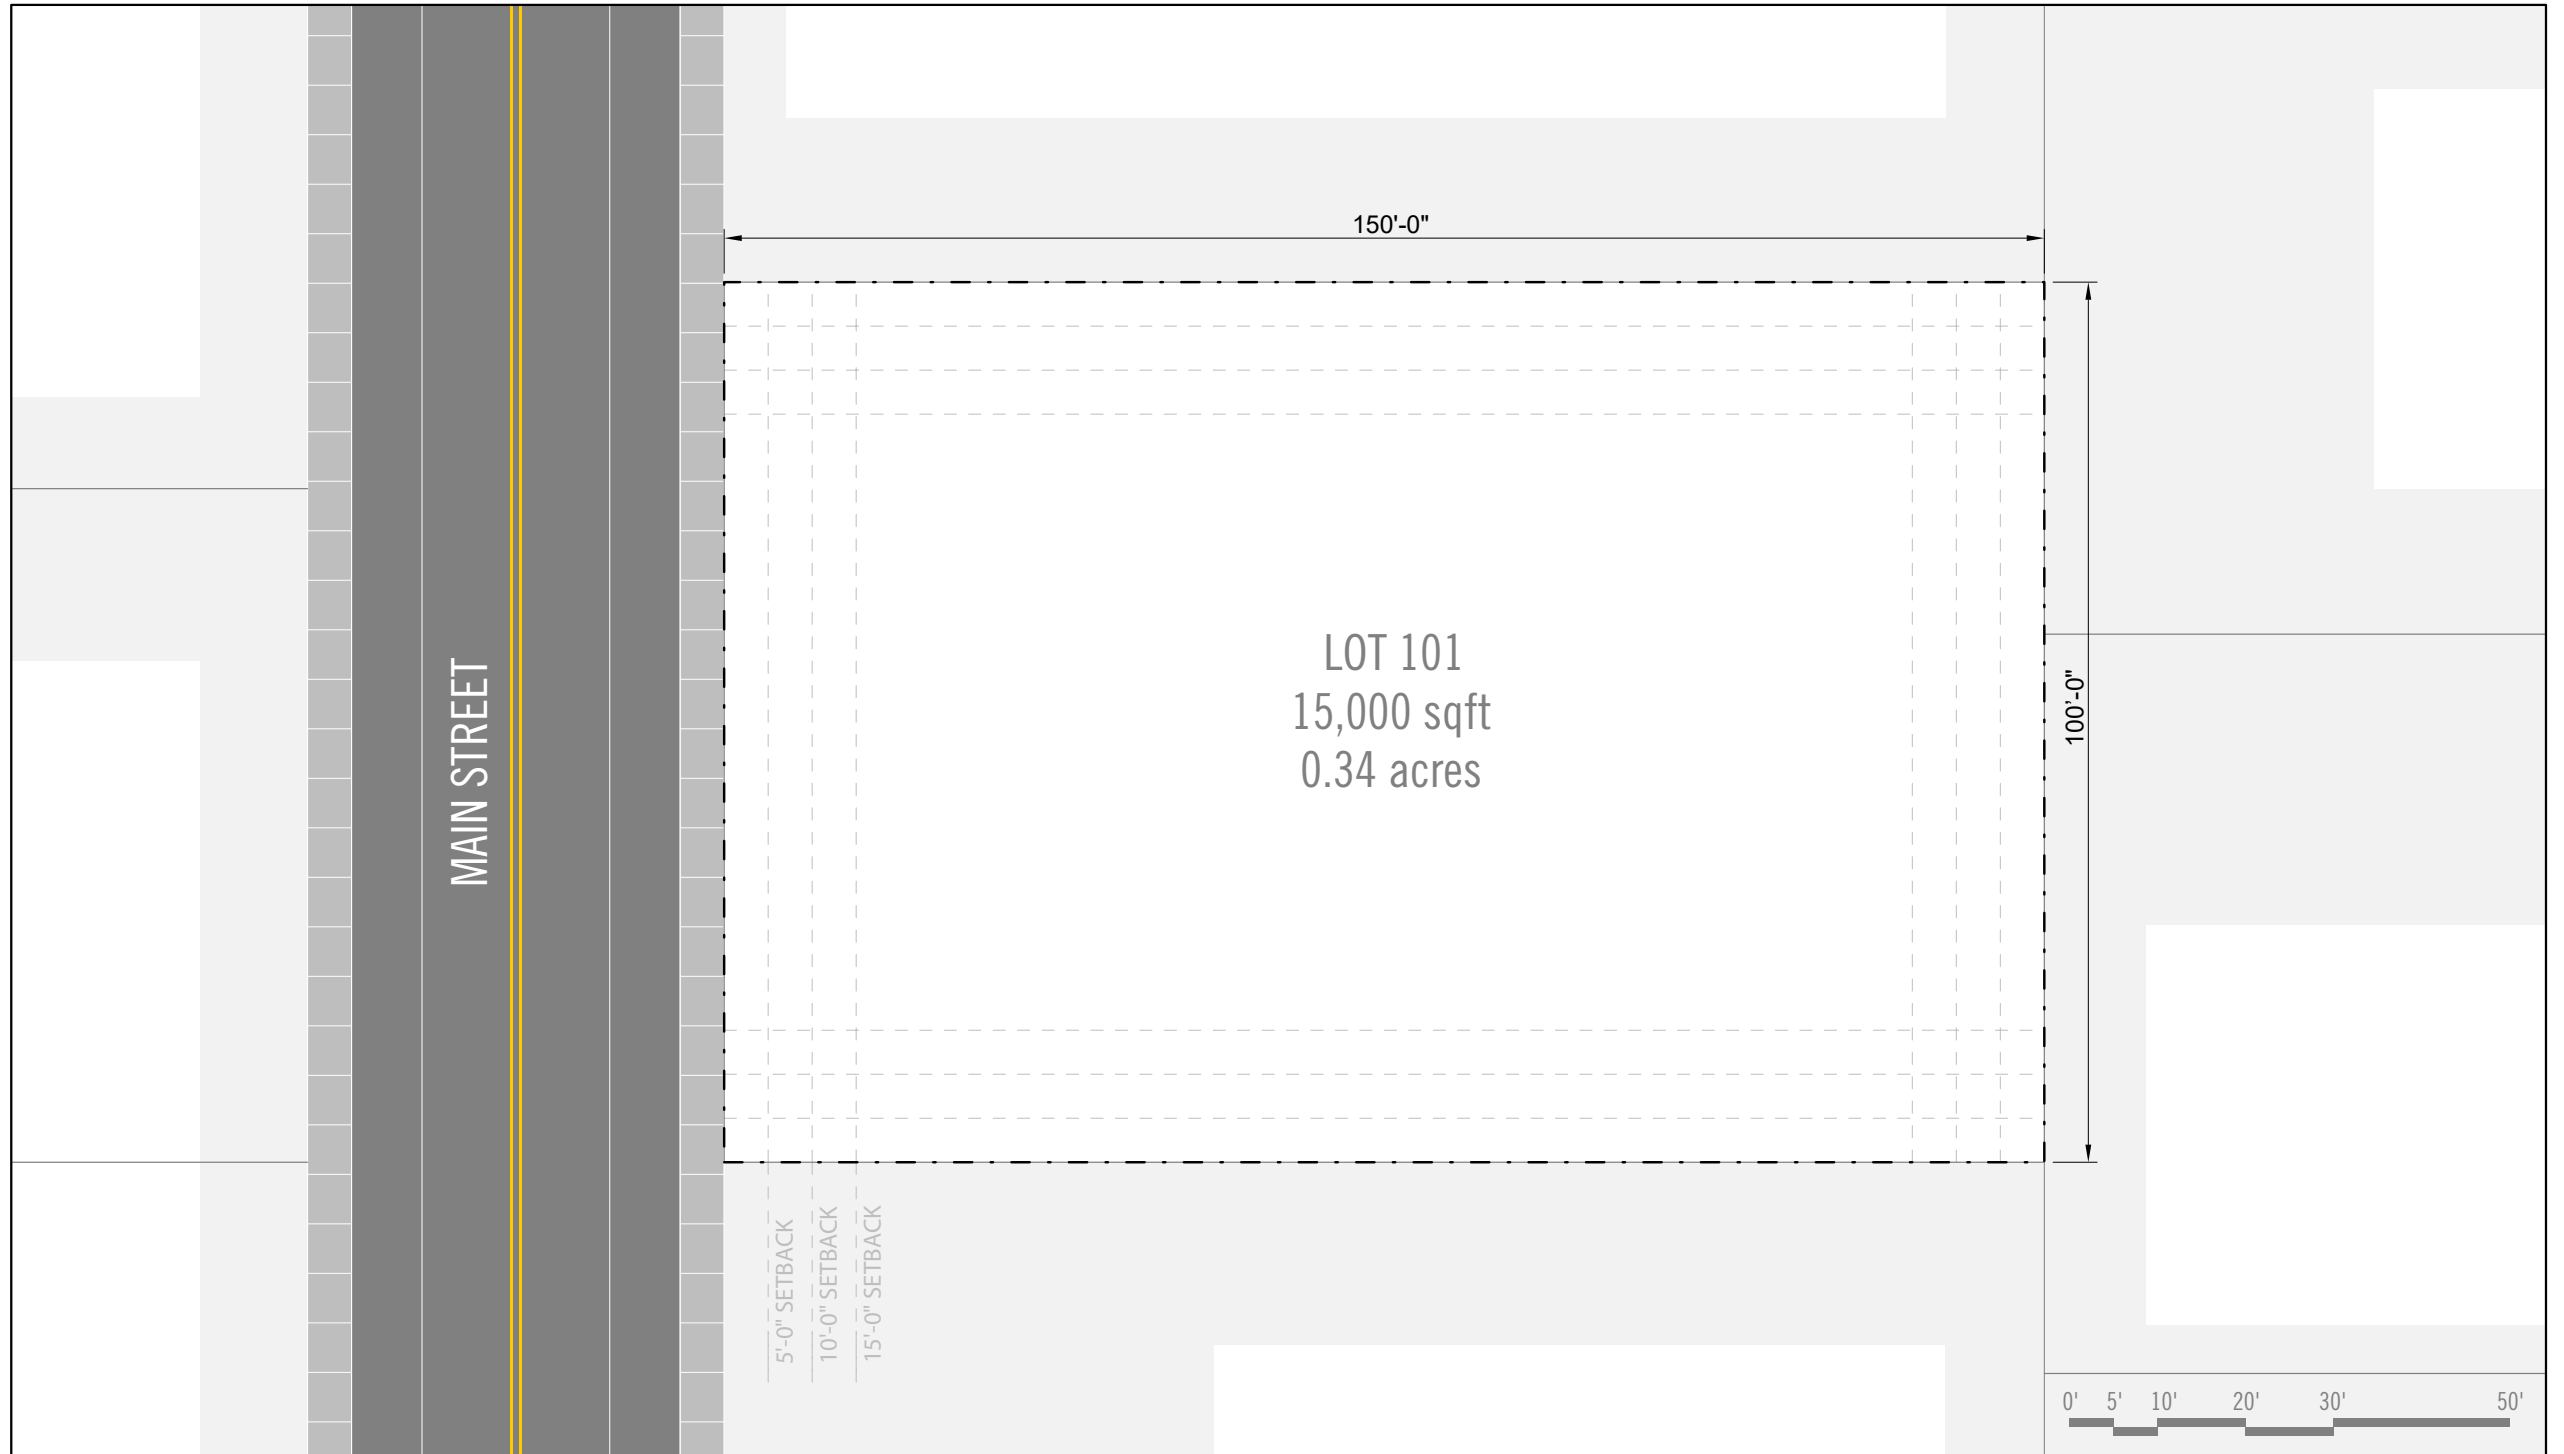 150'-0"
LOT 101
15,000 sqft
0.34 acres
MAIN STREET
100'-0"
5'-0" SETBACK
10'-0" SETBACK
15'-0" SETBACK
0' 5' 10' 20' 30' 50'